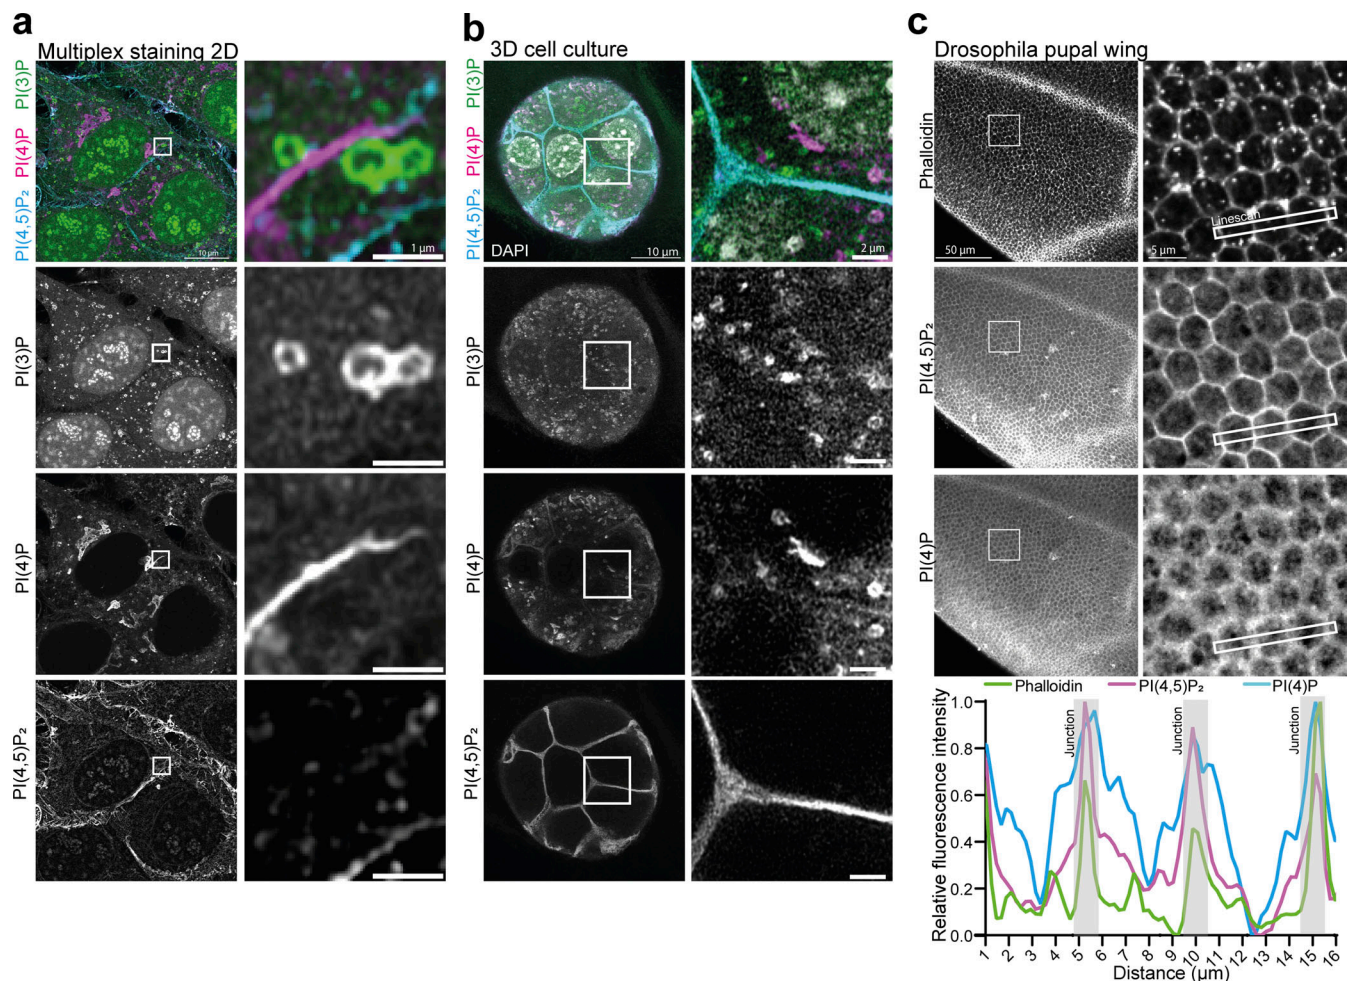 a
Multiplex staining 2D
PI(3)P
PI(4)P
PI(4,5)P₂
10 µm
1 µm
PI(3)P
PI(4)P
PI(4,5)P₂
b
3D cell culture
PI(3)P
PI(4)P
PI(4,5)P₂
DAPI
10 µm
2 µm
PI(3)P
PI(4)P
PI(4,5)P₂
c
Drosophila pupal wing
Phalloidin
50 µm
Linescan
5 µm
PI(4,5)P₂
PI(4)P
Phalloidin PI(4,5)P₂ PI(4)P
Relative fluorescence intensity
1.0
0.8
0.6
0.4
0.2
0.0
Junction
Junction
Junction
1 2 3 4 5 6 7 8 9 10 11 12 13 14 15 16
Distance (µm)